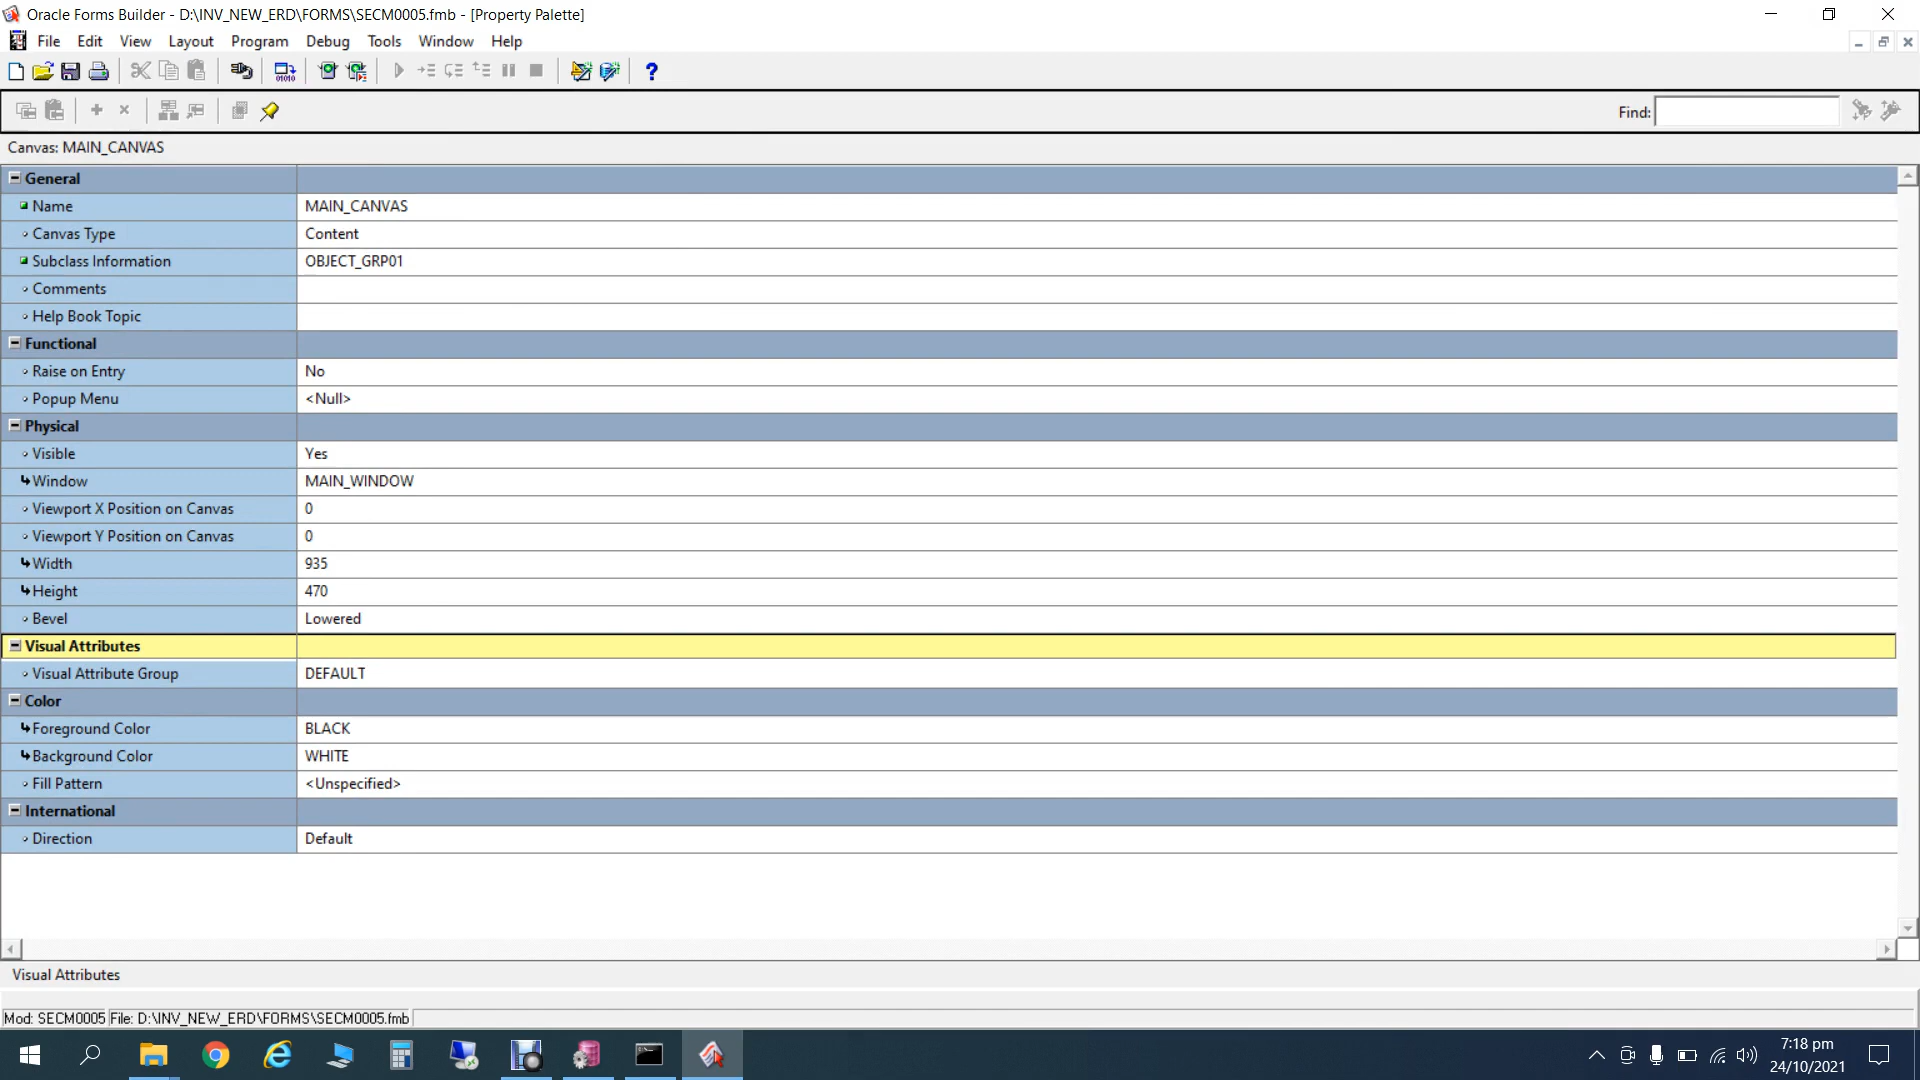 Oracle Forms Builder - D:\INV_NEW_ERD\FORMS\SECM0005.fmb - [Property Palette]
File Edit View Layout Program Debug Tools Window Help
Find:
Canvas: MAIN_CANVAS
General
Name MAIN_CANVAS
Canvas Type Content
Subclass Information OBJECT_GRP01
Comments
Help Book Topic
Functional
Raise on Entry No
Popup Menu <Null>
Physical
Visible Yes
Window MAIN_WINDOW
Viewport X Position on Canvas 0
Viewport Y Position on Canvas 0
Width 935
Height 470
Bevel Lowered
Visual Attributes
Visual Attribute Group DEFAULT
Color
Foreground Color BLACK
Background Color WHITE
Fill Pattern <Unspecified>
International
Direction Default
Visual Attributes
Mod: SECM0005 File: D:\INV_NEW_ERD\FORMS\SECM0005.fmb
7:18 pm
24/10/2021